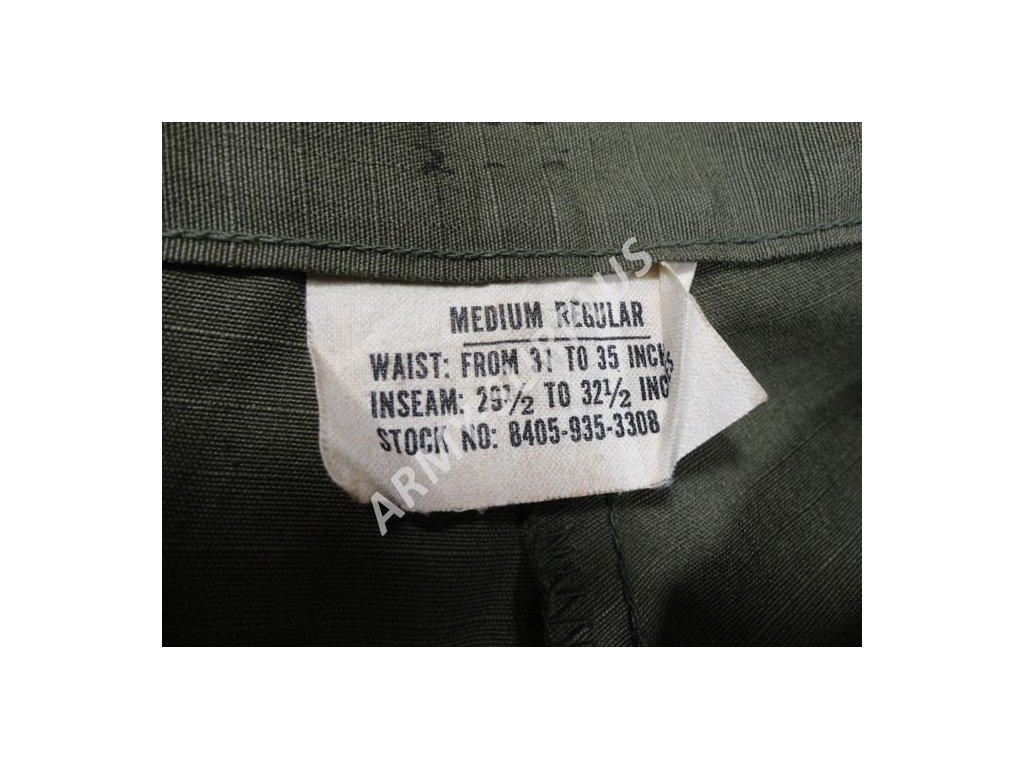 MEDIUM REGULAR
WAIST: FROM 31 TO 35 INCHES
INSEAM: 29½ TO 32½ INC
STOCK NO: 8405-935-3308